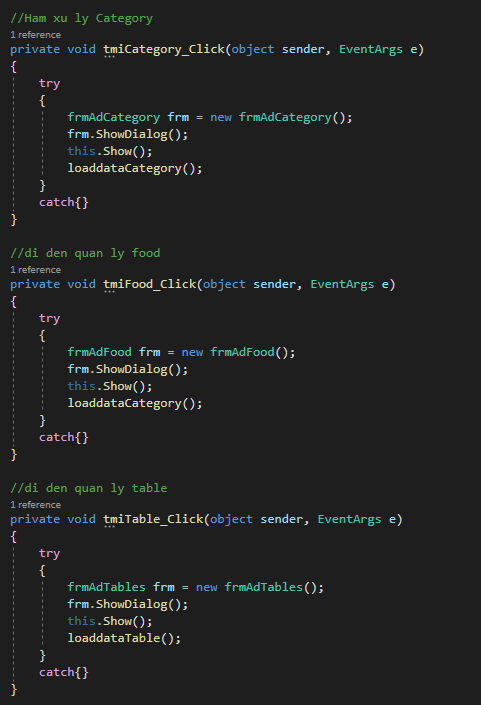 //Ham xu ly Category
1 reference
private void tmiCategory_Click(object sender, EventArgs e)
{
try
{
frmAdCategory frm = new frmAdCategory();
frm.ShowDialog();
this.Show();
loaddataCategory();
}
catch{}
}
//di den quan ly food
1 reference
private void tmiFood_Click(object sender, EventArgs e)
{
try
{
frmAdFood frm = new frmAdFood();
frm.ShowDialog();
this.Show();
loaddataCategory();
}
catch{}
}
//di den quan ly table
1 reference
private void tmiTable_Click(object sender, EventArgs e)
{
try
{
frmAdTables frm = new frmAdTables();
frm.ShowDialog();
this.Show();
loaddataTable();
}
catch{}
}